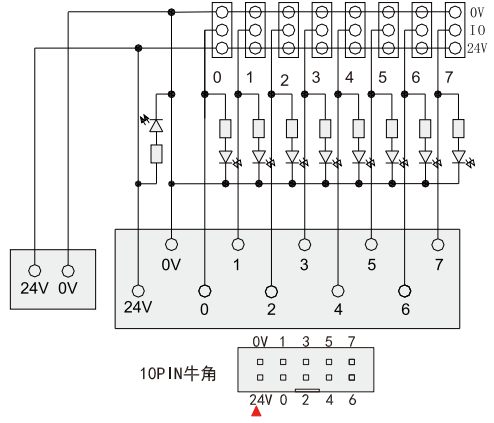 0V
IO
24V
0 1 2 3 4 5 6 7
0V 1 3 5 7
24V 0V
24V 0 2 4 6
0V 1 3 5 7
10PIN牛角
24V 0 2 4 6